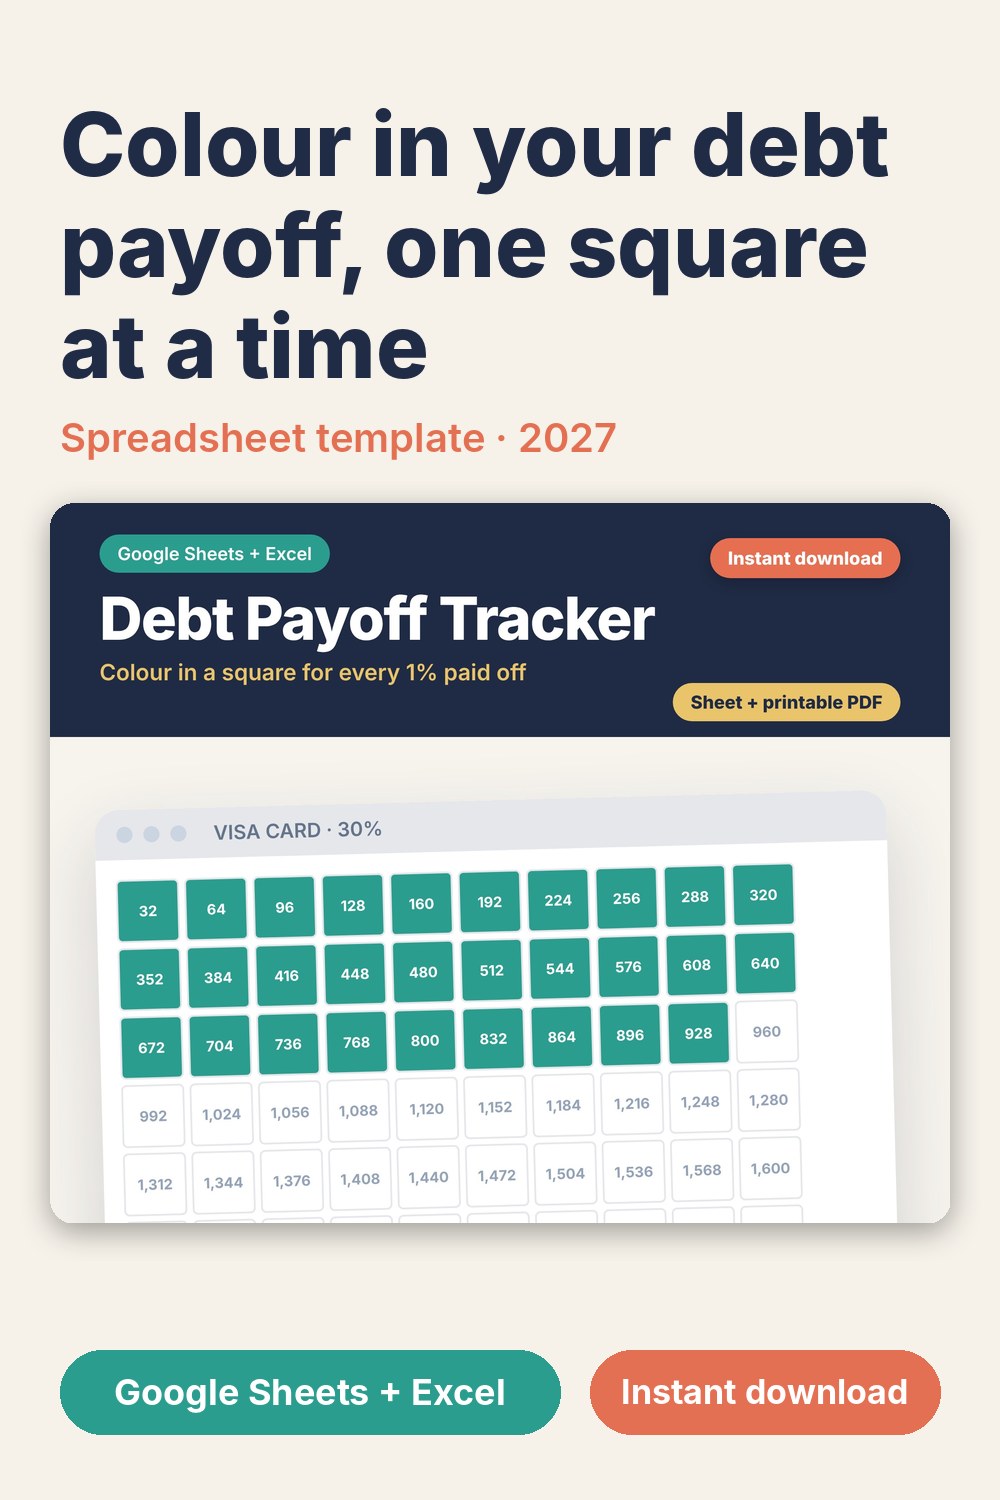 Colour in your debt
payoff, one square
at a time
Spreadsheet template · 2027
Google Sheets + Excel
Instant download
Debt Payoff Tracker
Colour in a square for every 1% paid off
Sheet + printable PDF
VISA CARD · 30%
32 64 96 128 160 192 224 256 288 320
352 384 416 448 480 512 544 576 608 640
672 704 736 768 800 832 864 896 928 960
992 1,024 1,056 1,088 1,120 1,152 1,184 1,216 1,248 1,280
1,312 1,344 1,376 1,408 1,440 1,472 1,504 1,536 1,568 1,600
Google Sheets + Excel
Instant download